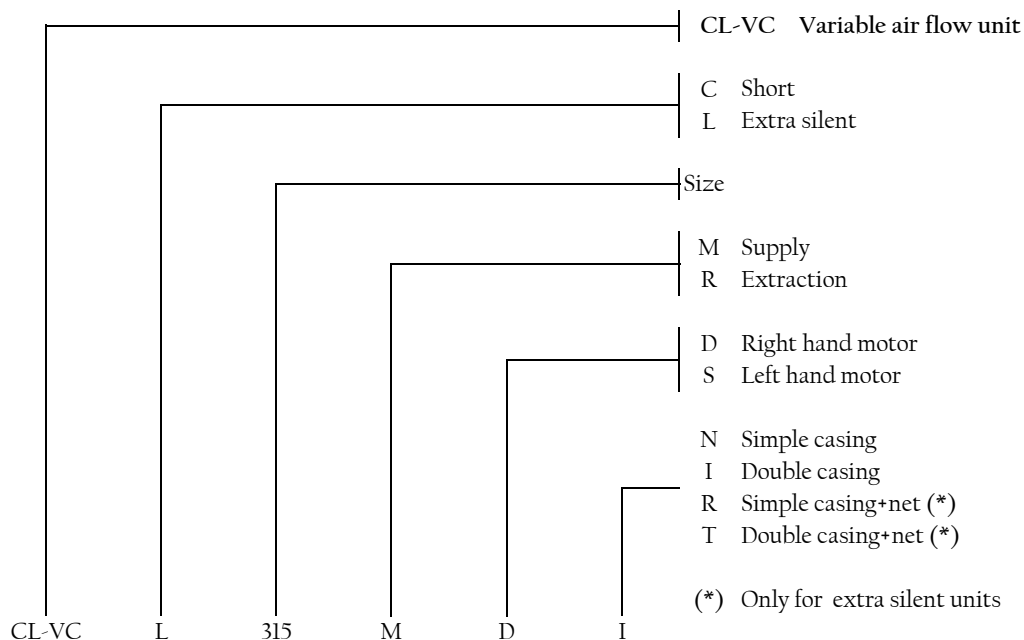 CL-VC Variable air flow unit
C Short
L Extra silent
Size
M Supply
R Extraction
D Right hand motor
S Left hand motor
N Simple casing
I Double casing
R Simple casing+net (*)
T Double casing+net (*)
(*) Only for extra silent units
CL-VC L 315 M D I